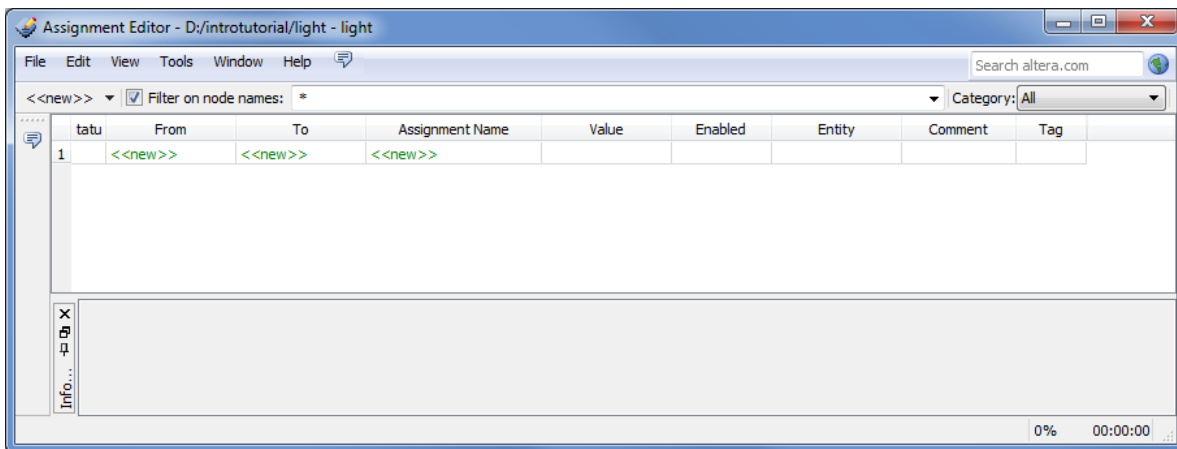 Assignment Editor - D:/introtutorial/light - light
File Edit View Tools Window Help Search altera.com
<<new>> Filter on node names: * Category: All
tatu From To Assignment Name Value Enabled Entity Comment Tag
1 <<new>> <<new>> <<new>>
Info...
0% 00:00:00